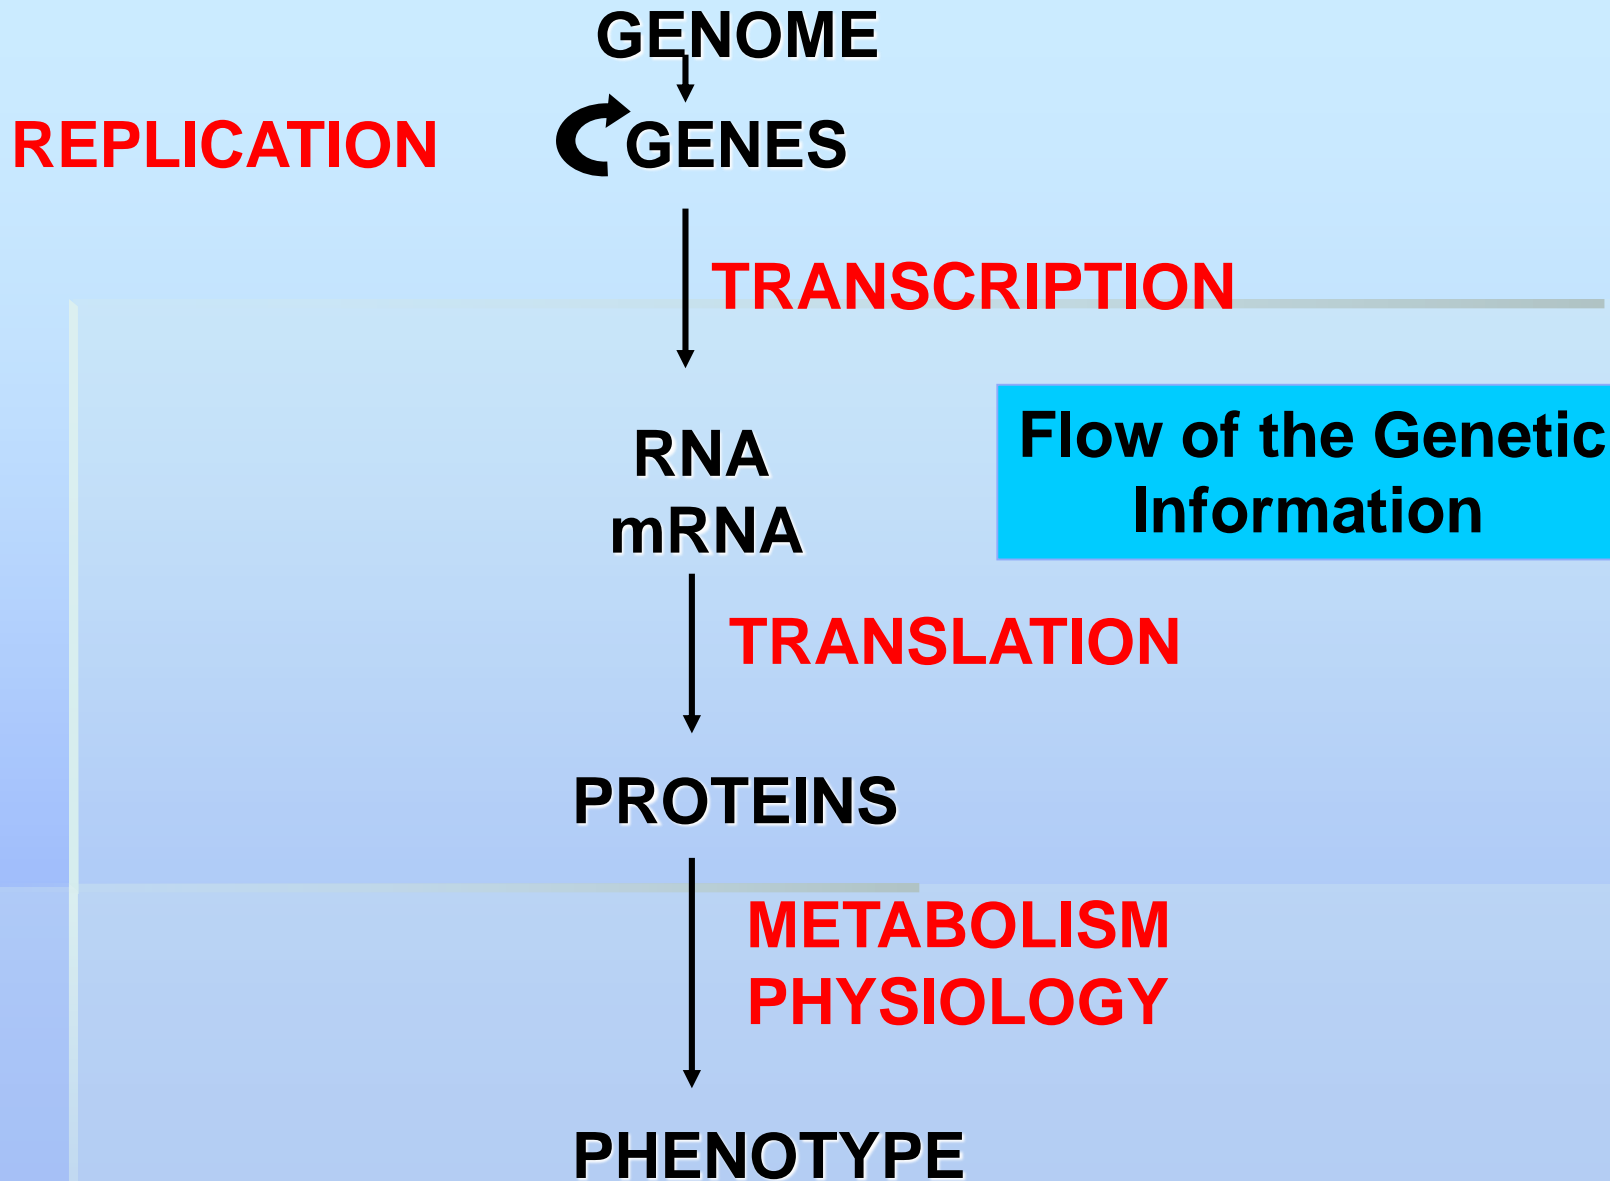 GENOME
REPLICATION GENES
TRANSCRIPTION
RNA
mRNA
Flow of the Genetic
Information
TRANSLATION
PROTEINS
METABOLISM
PHYSIOLOGY
PHENOTYPE